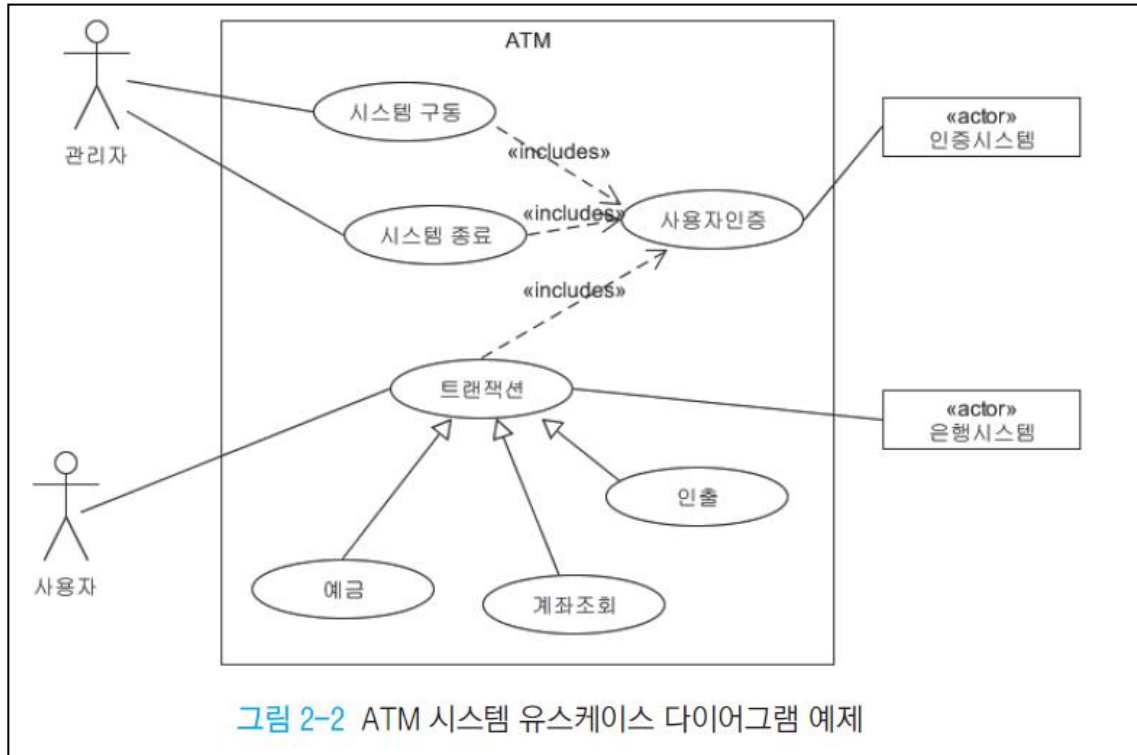 ATM
시스템 구동
«actor»
인증시스템
관리자
«includes»
«includes»
사용자인증
시스템 종료
«includes»
트랜잭션
«actor»
은행시스템
인출
사용자
예금
계좌조회
그림 2-2 ATM 시스템 유스케이스 다이어그램 예제